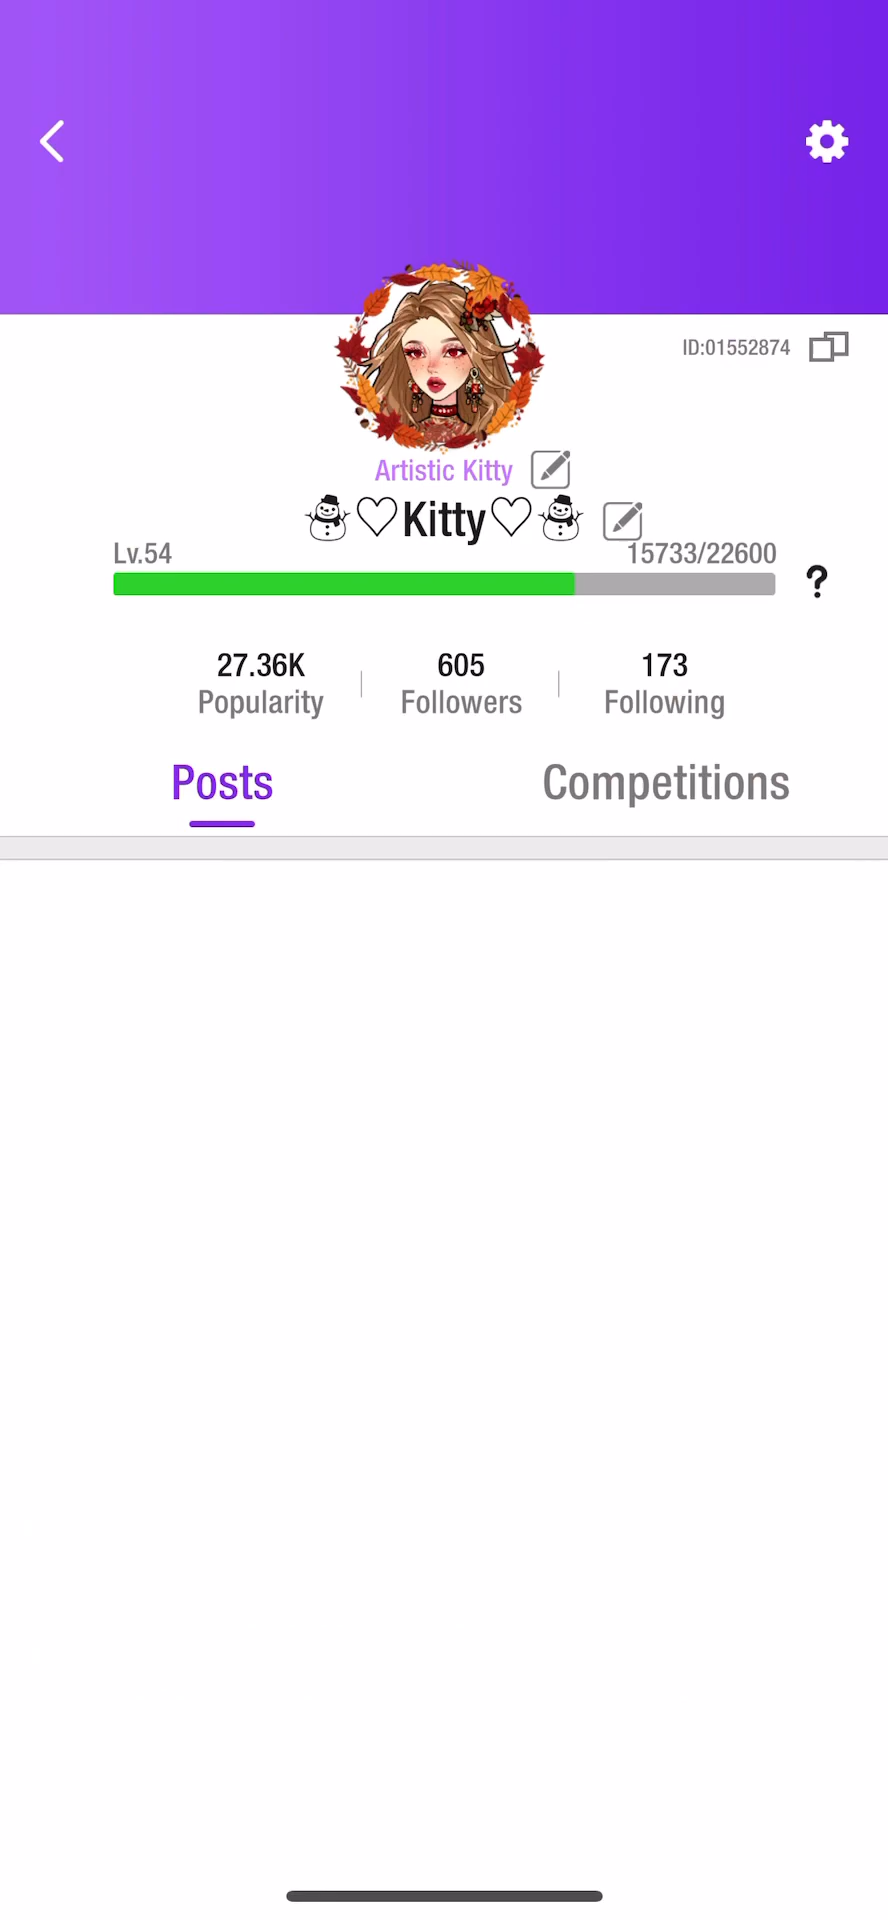 ID:01552874
Artistic Kitty
☃♡Kitty♡☃
Lv.54 15733/22600
?
27.36K 605 173
Popularity Followers Following
Posts Competitions